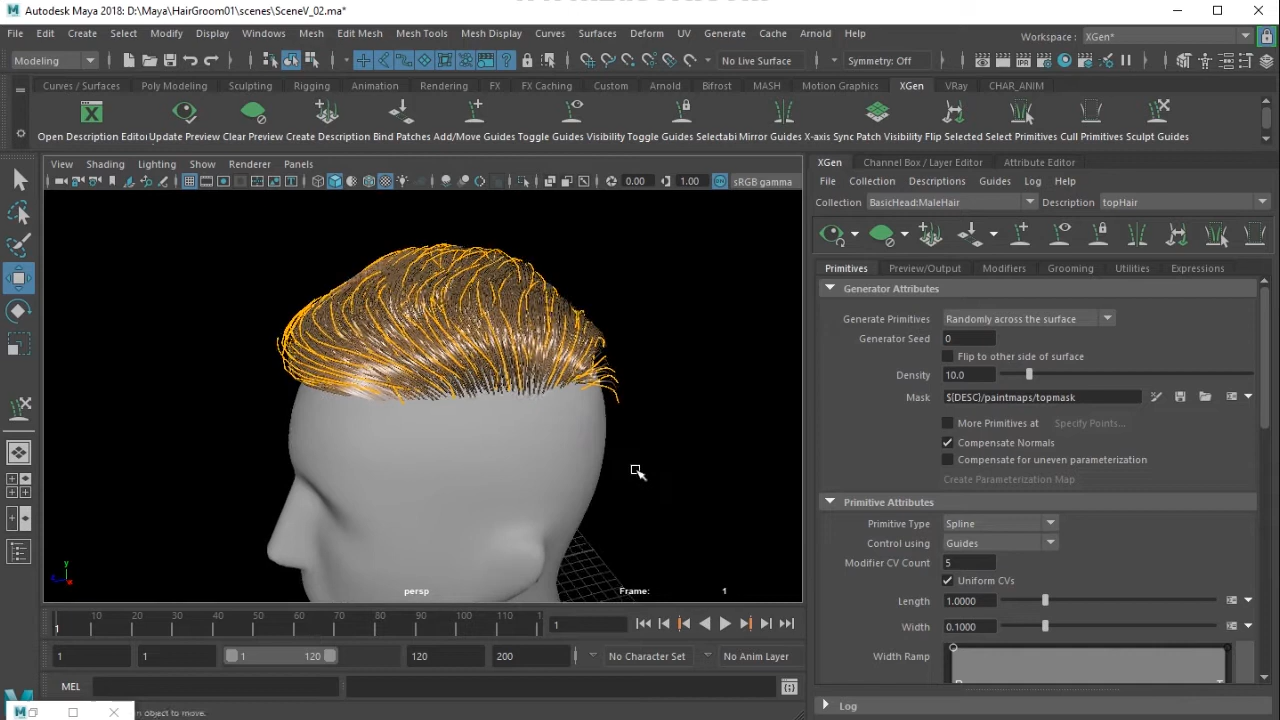 Autodesk Maya 2018: D:\Maya\HairGroom01\scenes\SceneV_02.ma*
File Edit Create Select Modify Display Windows Mesh Edit Mesh Mesh Tools Mesh Display Curves Surfaces Deform UV Generate Cache Arnold Help
Workspace : XGen*
Modeling No Live Surface Symmetry: Off
Curves / Surfaces Poly Modeling Sculpting Rigging Animation Rendering FX FX Caching Custom Arnold Bifrost MASH Motion Graphics XGen VRay CHAR_ANIM
Open Description Editor Update Preview Clear Preview Create Description Bind Patches Add/Move Guides Toggle Guides Visibility Toggle Guides Selectabi Mirror Guides X-axis Sync Patch Visibility Flip Selected Select Primitives Cull Primitives Sculpt Guides
View Shading Lighting Show Renderer Panels
0.00 1.00 ON sRGB gamma
XGen Channel Box / Layer Editor Attribute Editor
File Collection Descriptions Guides Log Help
Collection BasicHead:MaleHair Description topHair
Primitives Preview/Output Modifiers Grooming Utilities Expressions
Generator Attributes
Generate Primitives Randomly across the surface
Generator Seed 0
Flip to other side of surface
Density 10.0
Mask ${DESC}/paintmaps/topmask
More Primitives at Specify Points...
Compensate Normals
Compensate for uneven parameterization
Create Parameterization Map
Primitive Attributes
Primitive Type Spline
Control using Guides
Modifier CV Count 5
Uniform CVs
Length 1.0000
Width 0.1000
Width Ramp
Log
y
persp Frame: 1
1 10 20 30 40 50 60 70 80 90 100 110 12 1
1 1 1 120 120 200 No Character Set No Anim Layer
MEL
n object to move.